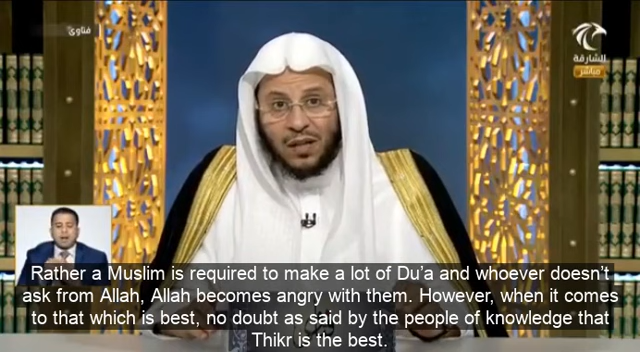 فتاوى
الشارقة
مباشر
Rather a Muslim is required to make a lot of Du’a and whoever doesn’t
ask from Allah, Allah becomes angry with them. However, when it comes
to that which is best, no doubt as said by the people of knowledge that
Thikr is the best.